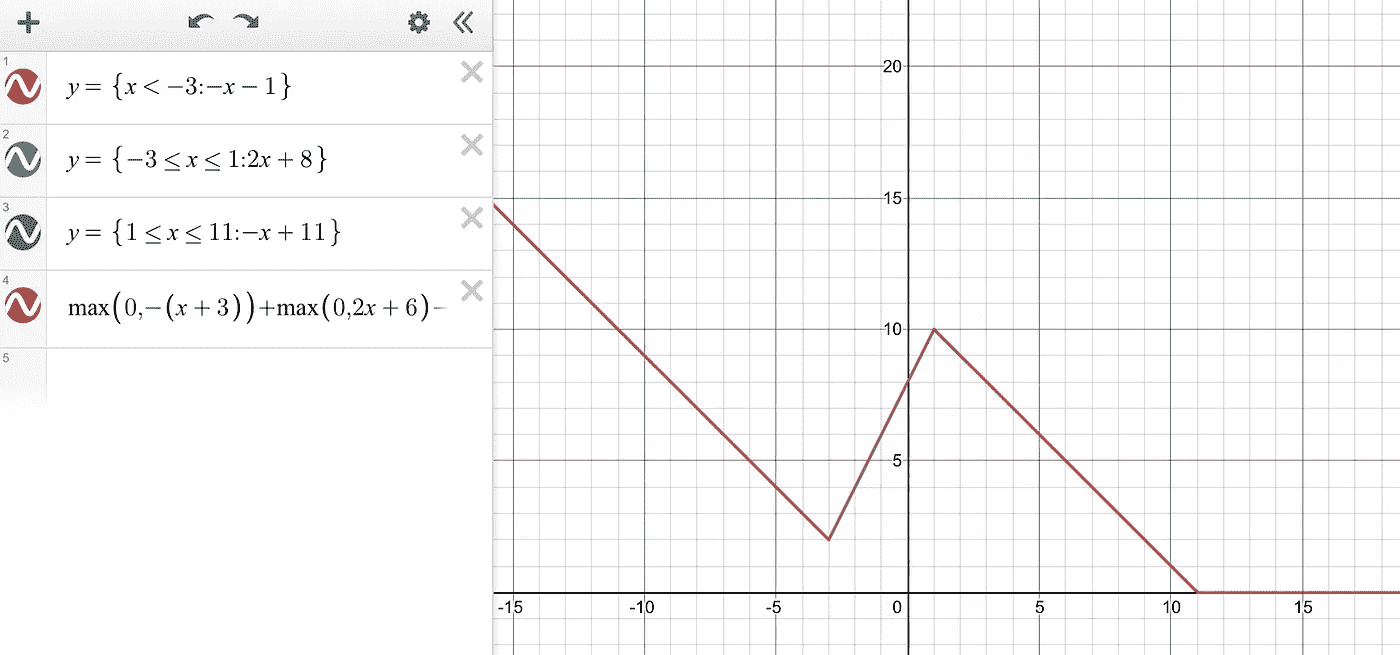 1
y = {x < −3:−x − 1}
2
y = {−3 ≤ x ≤ 1:2x + 8}
3
y = {1 ≤ x ≤ 11:−x + 11}
4
max(0,−(x + 3))+max(0,2x + 6)−
5
20
15
10
5
-15 -10 -5 0 5 10 15